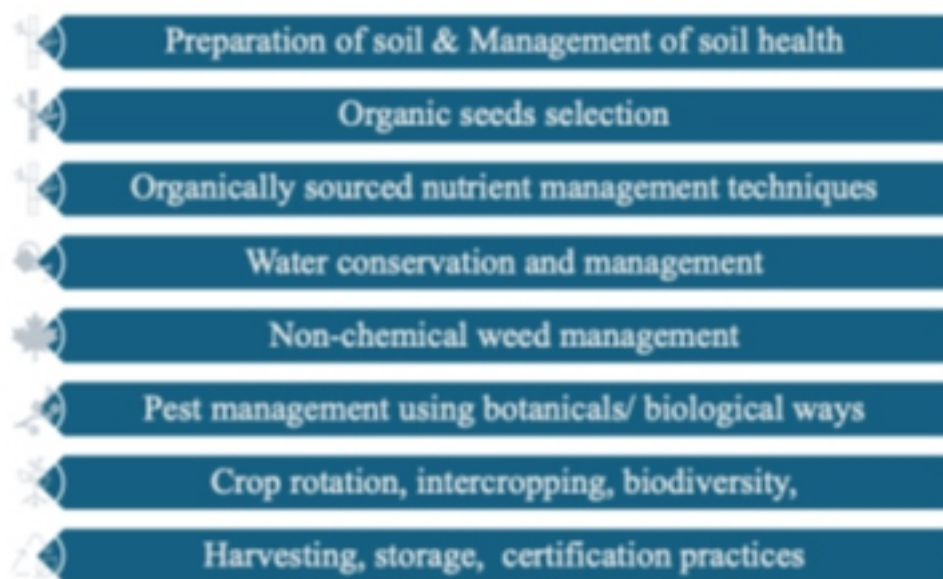 Preparation of soil & Management of soil health
Organic seeds selection
Organically sourced nutrient management techniques
Water conservation and management
Non-chemical weed management
Pest management using botanicals/ biological ways
Crop rotation, intercropping, biodiversity,
Harvesting, storage,  certification practices